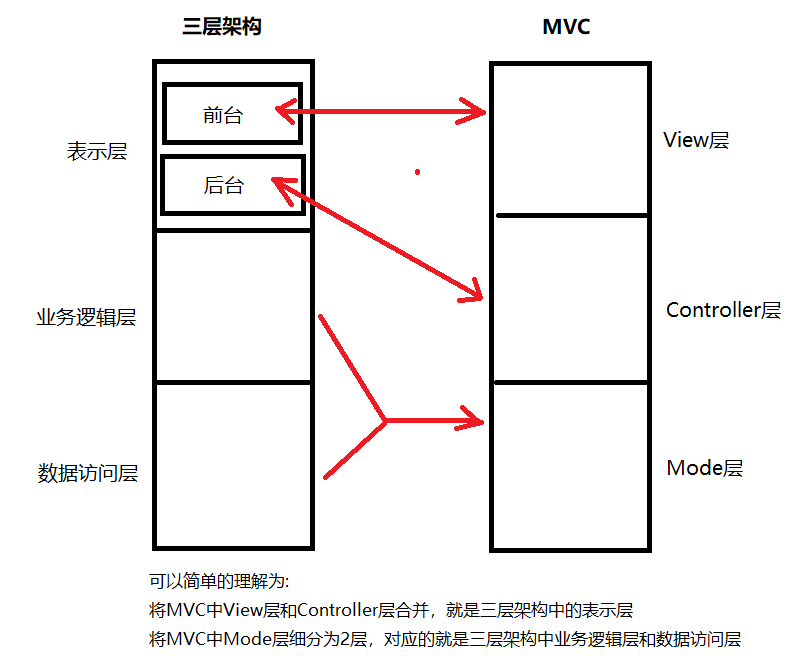 三层架构
MVC
前台
表示层
View层
后台
业务逻辑层
Controller层
数据访问层
Mode层
可以简单的理解为:
将MVC中View层和Controller层合并，就是三层架构中的表示层
将MVC中Mode层细分为2层，对应的就是三层架构中业务逻辑层和数据访问层